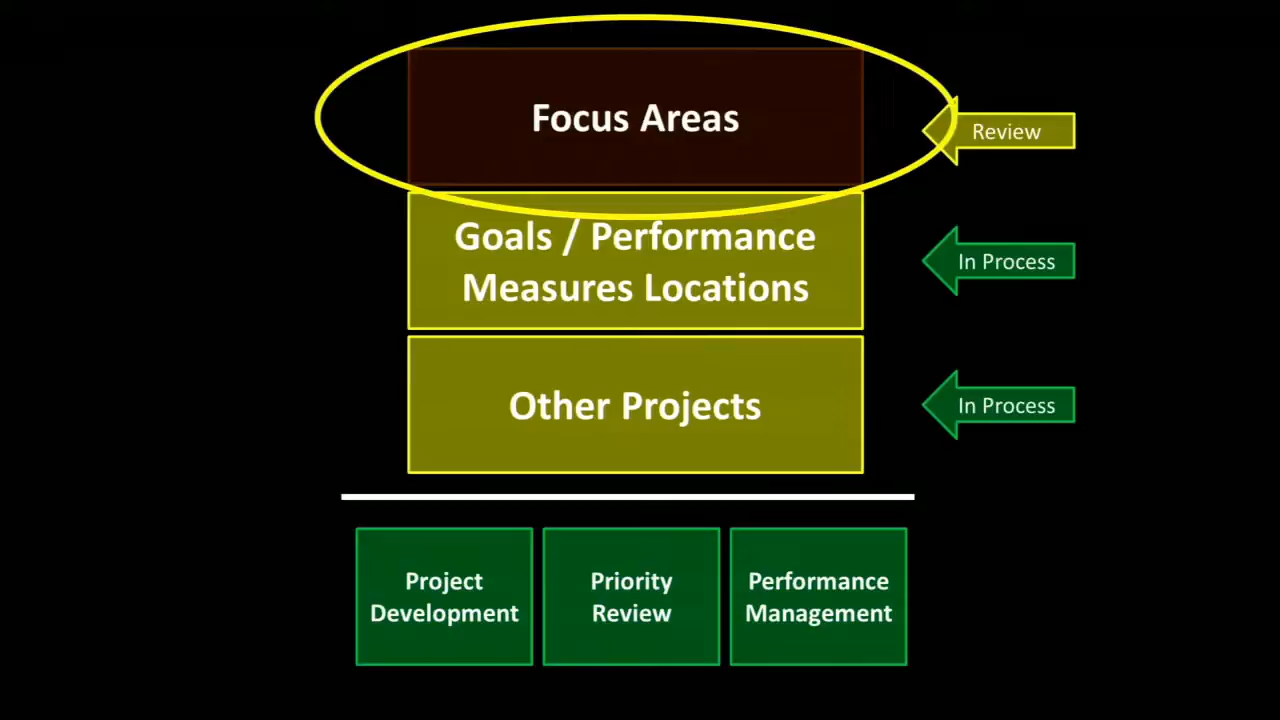 Focus Areas
Review
Goals / Performance
Measures Locations
In Process
Other Projects
In Process
Project
Development
Priority
Review
Performance
Management